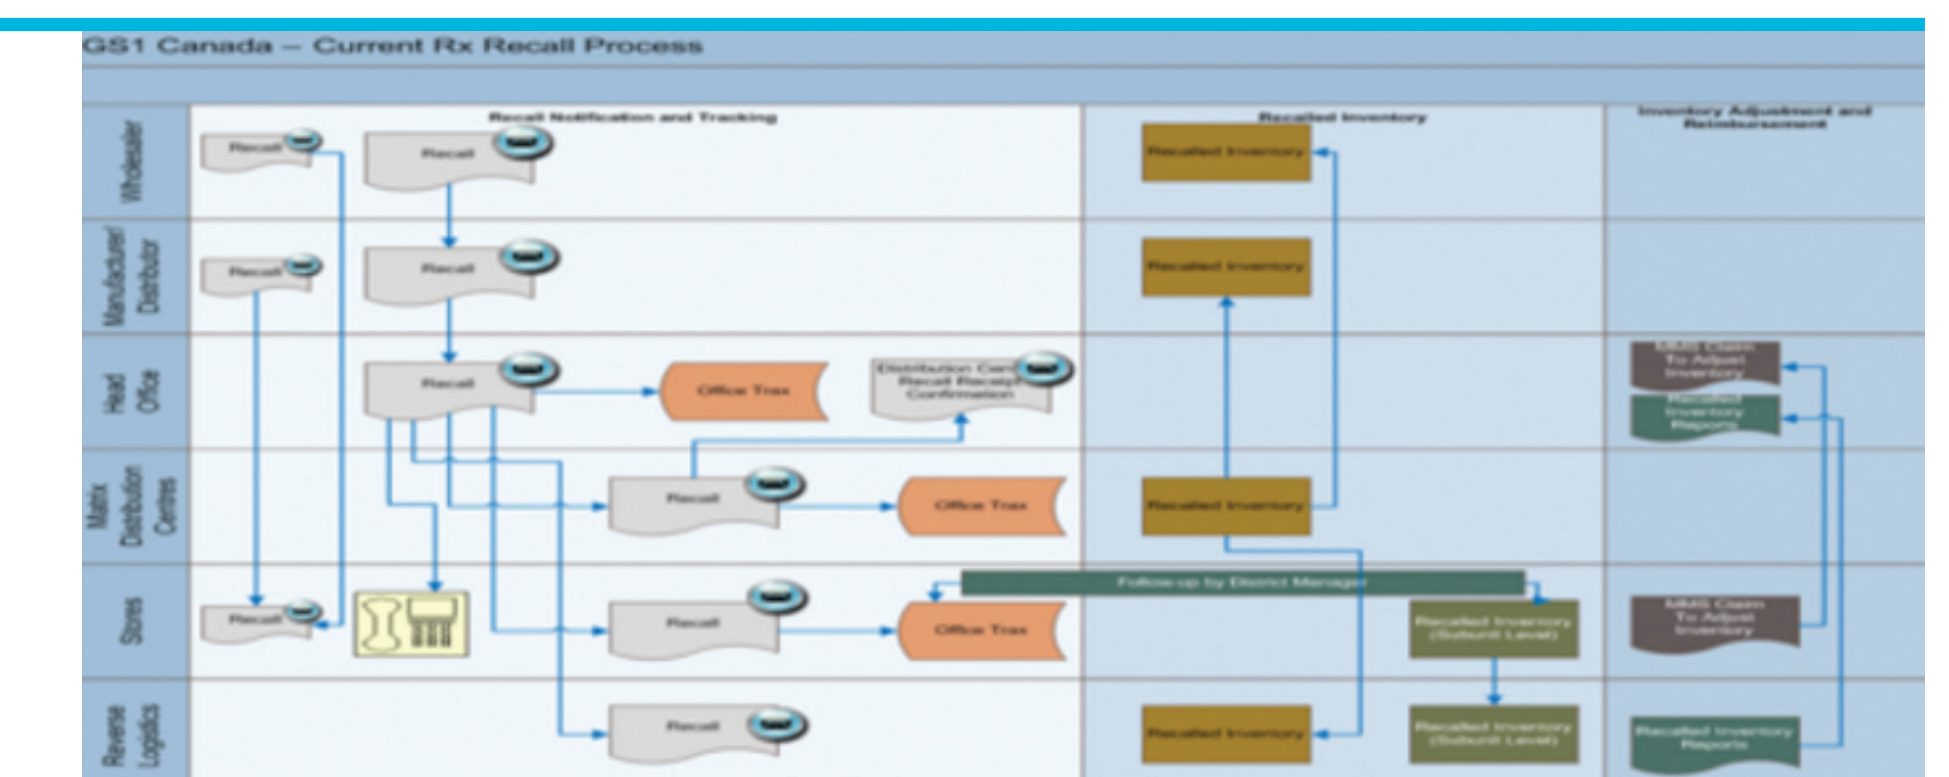 GS1 Canada – Current Rx Recall Process
Recall Notification and Tracking
Recalled Inventory
Inventory Adjustment and
Reimbursement
Wholesaler
Recall
Recall
Recalled Inventory
Manufacturer/
Distributor
Recall
Recall
Recalled Inventory
Head
Office
Recall
Office Trax
Distribution
Recall Receipt
Confirmation
MMS Claim
To Adjust
Inventory
Recalled
Inventory
Reports
Matrix
Distribution
Centres
Recall
Office Trax
Recalled Inventory
Stores
Recall
Recall
Office Trax
Follow-up by District Manager
Recalled Inventory
(Subunit Level)
MMS Claim
To Adjust
Inventory
Reverse
Logistics
Recall
Recalled Inventory
Recalled Inventory
(Subunit Level)
Recalled Inventory
Reports